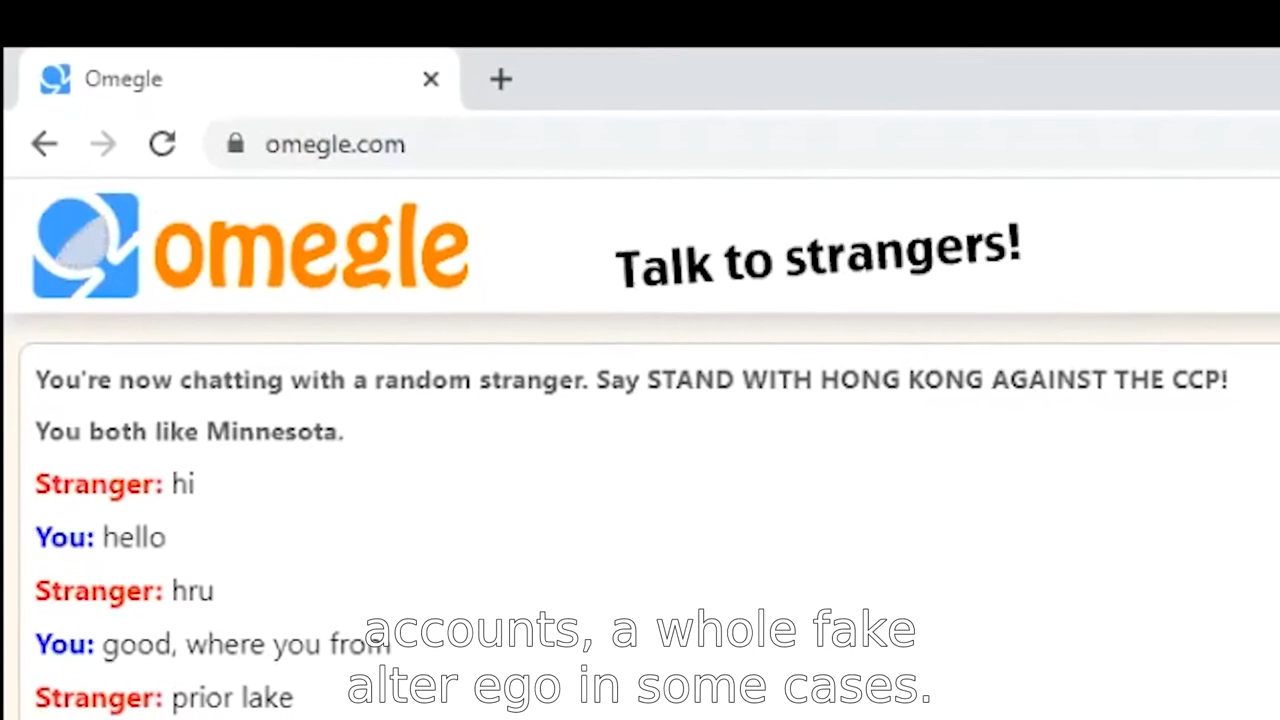 Omegle
omegle.com
omegle
Talk to strangers!
You're now chatting with a random stranger. Say STAND WITH HONG KONG AGAINST THE CCP!
You both like Minnesota.
Stranger: hi
You: hello
Stranger: hru
You: good, where you from
accounts, a whole fake
alter ego in some cases.
Stranger: prior lake